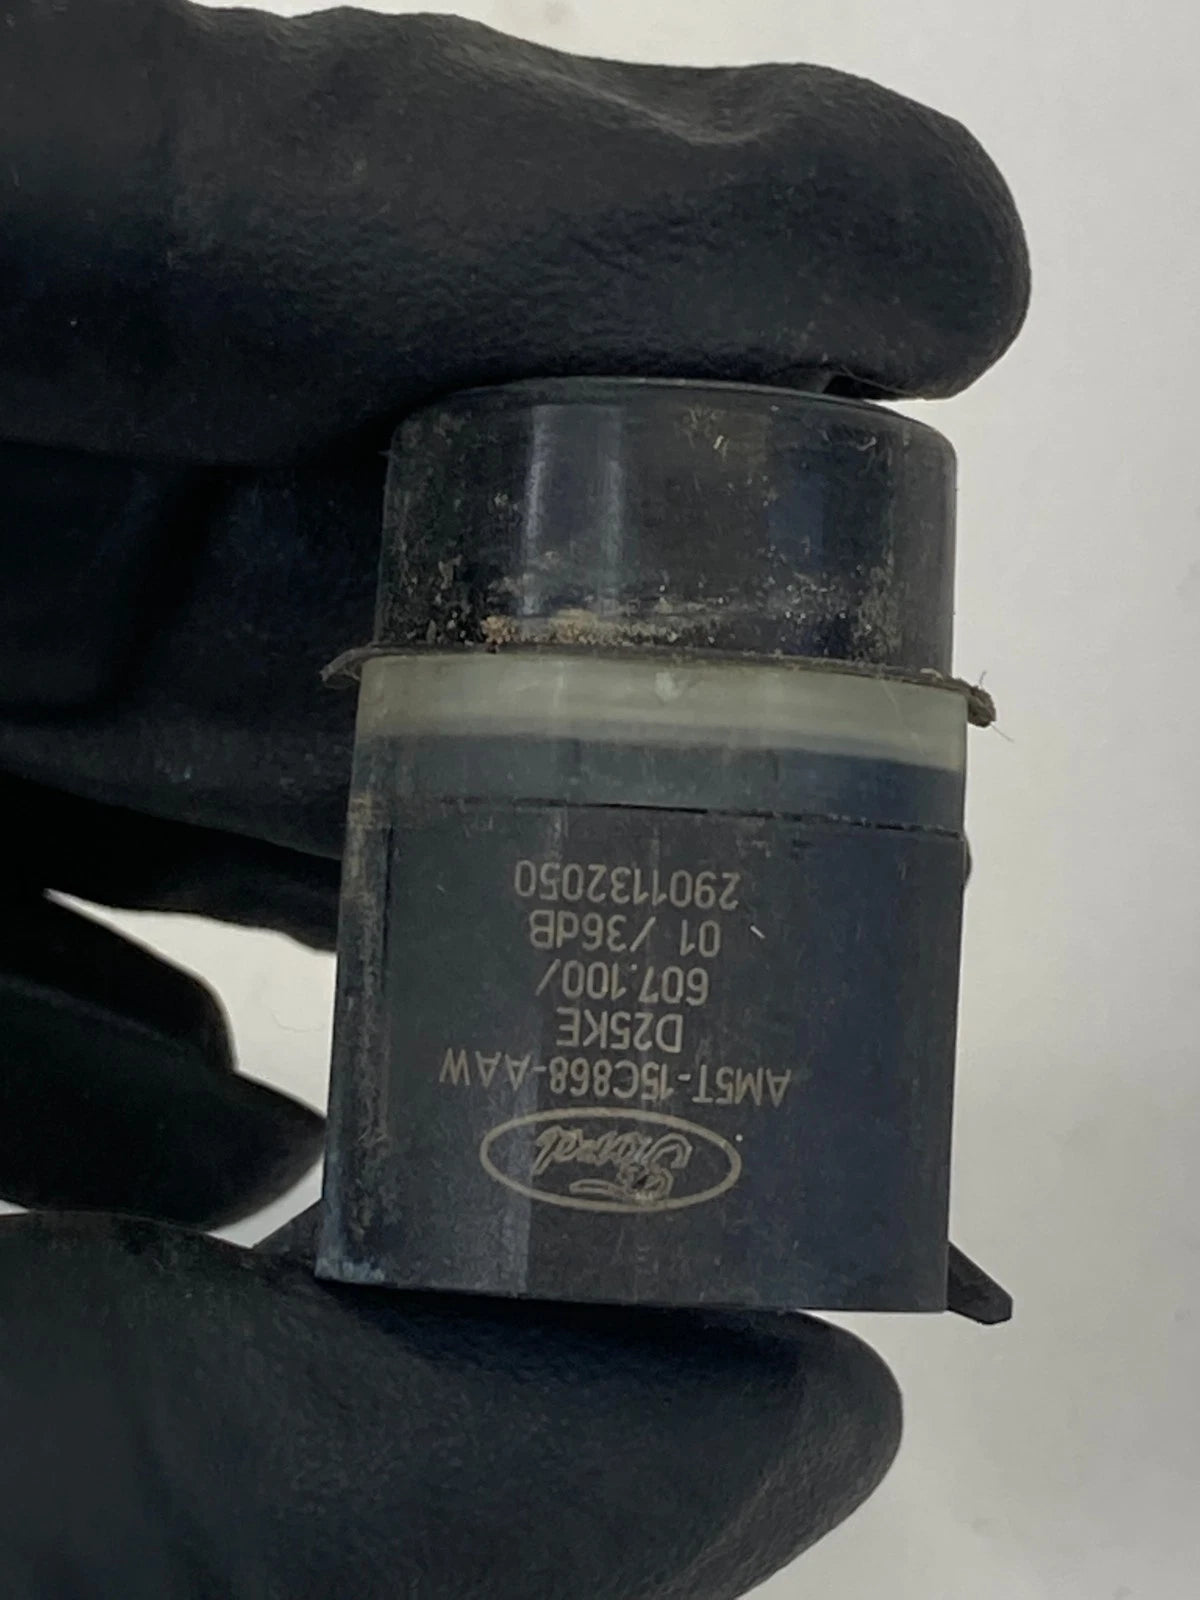 Ford
AM5T-15C868-AAW
D25KE
607.100/
01 /36dB
2901132050